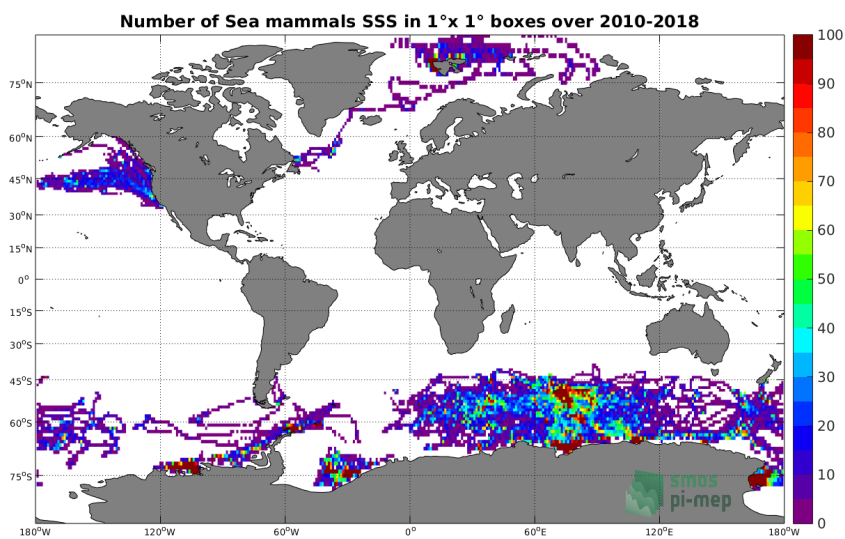 Number of Sea mammals SSS in 1°x 1° boxes over 2010-2018
75°N
60°N
45°N
30°N
15°N
0°
15°S
30°S
45°S
60°S
75°S
180°W
120°W
60°W
0°
60°E
120°E
180°W
100
90
80
70
60
50
40
30
20
10
0
smos
pi-mep